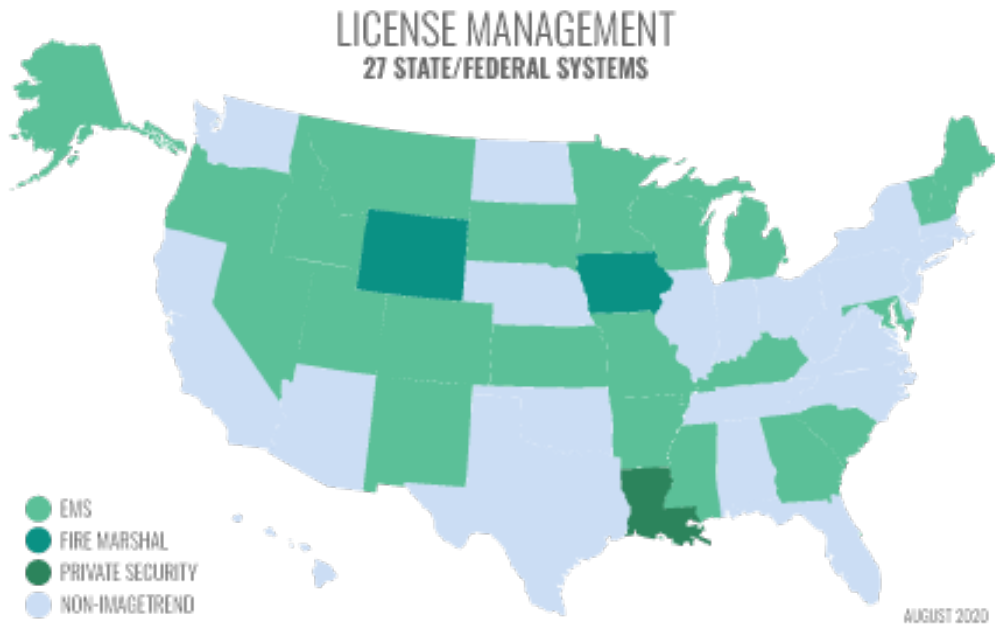 LICENSE MANAGEMENT
27 STATE/FEDERAL SYSTEMS
EMS
FIRE MARSHAL
PRIVATE SECURITY
NON-IMAGETREND
AUGUST 2020